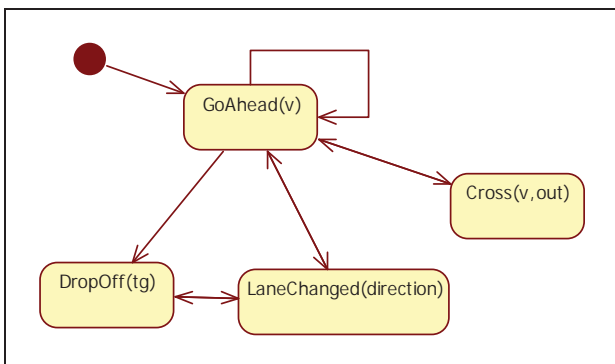 GoAhead(v)
Cross(v,out)
DropOff(tg)
LaneChanged(direction)